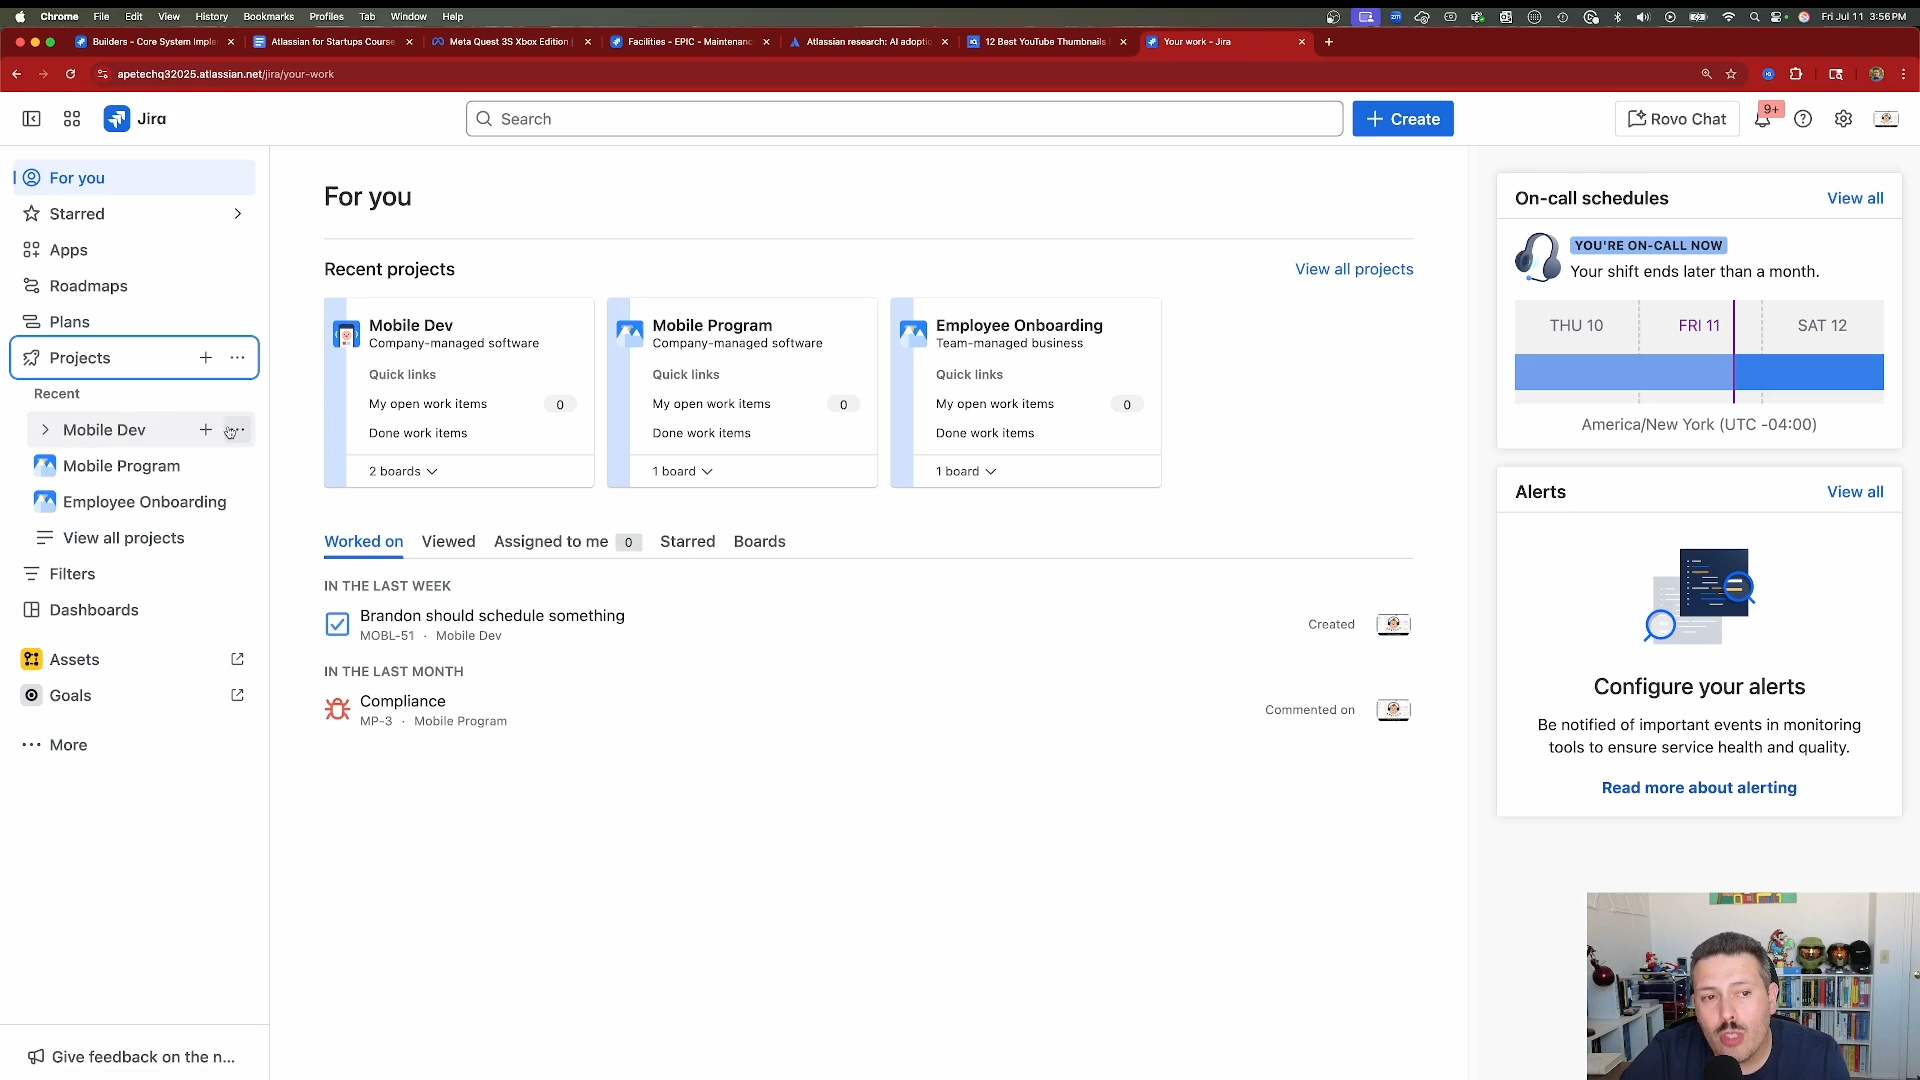 Chrome File Edit View History Bookmarks Profiles Tab Window Help
Fri Jul 11 3:56PM
Builders - Core System Imple
Atlassian for Startups Course
Meta Quest 3S Xbox Edition
Facilities - EPIC - Maintenanc
Atlassian research: AI adoptio
12 Best YouTube Thumbnails
Your work - Jira
apetechq32025.atlassian.net/jira/your-work
Jira
Search
Create
Rovo Chat
9+
For you
Starred
Apps
Roadmaps
Plans
Projects
Recent
Mobile Dev
Mobile Program
Employee Onboarding
View all projects
Filters
Dashboards
Assets
Goals
More
Give feedback on the n...
For you
Recent projects
View all projects
Mobile Dev
Company-managed software
Quick links
My open work items 0
Done work items
2 boards
Mobile Program
Company-managed software
Quick links
My open work items 0
Done work items
1 board
Employee Onboarding
Team-managed business
Quick links
My open work items 0
Done work items
1 board
Worked on Viewed Assigned to me 0 Starred Boards
IN THE LAST WEEK
Brandon should schedule something
MOBL-51 · Mobile Dev
Created
IN THE LAST MONTH
Compliance
MP-3 · Mobile Program
Commented on
On-call schedules
View all
YOU'RE ON-CALL NOW
Your shift ends later than a month.
THU 10 FRI 11 SAT 12
America/New York (UTC -04:00)
Alerts
View all
Configure your alerts
Be notified of important events in monitoring
tools to ensure service health and quality.
Read more about alerting